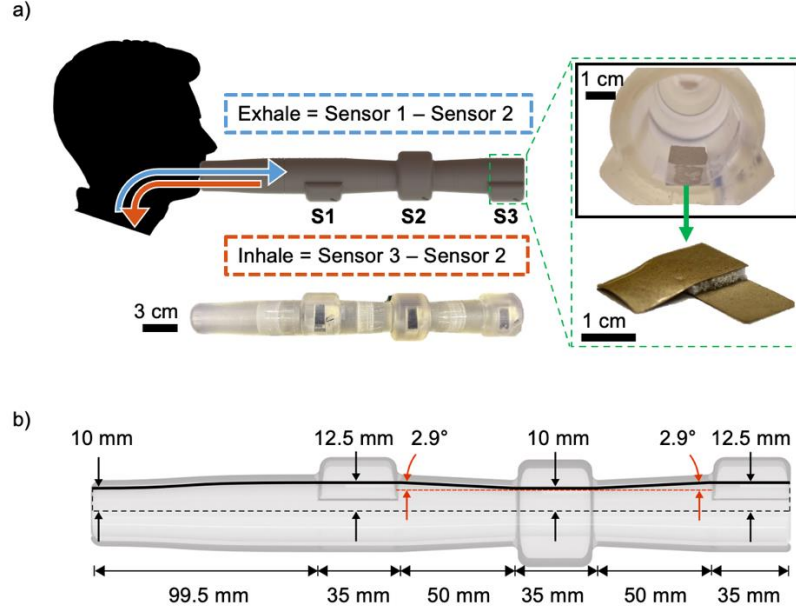 a)
1 cm
Exhale = Sensor 1 – Sensor 2
S1 S2 S3
Inhale = Sensor 3 – Sensor 2
3 cm
1 cm
b)
10 mm 12.5 mm 2.9° 10 mm 2.9° 12.5 mm
99.5 mm 35 mm 50 mm 35 mm 50 mm 35 mm